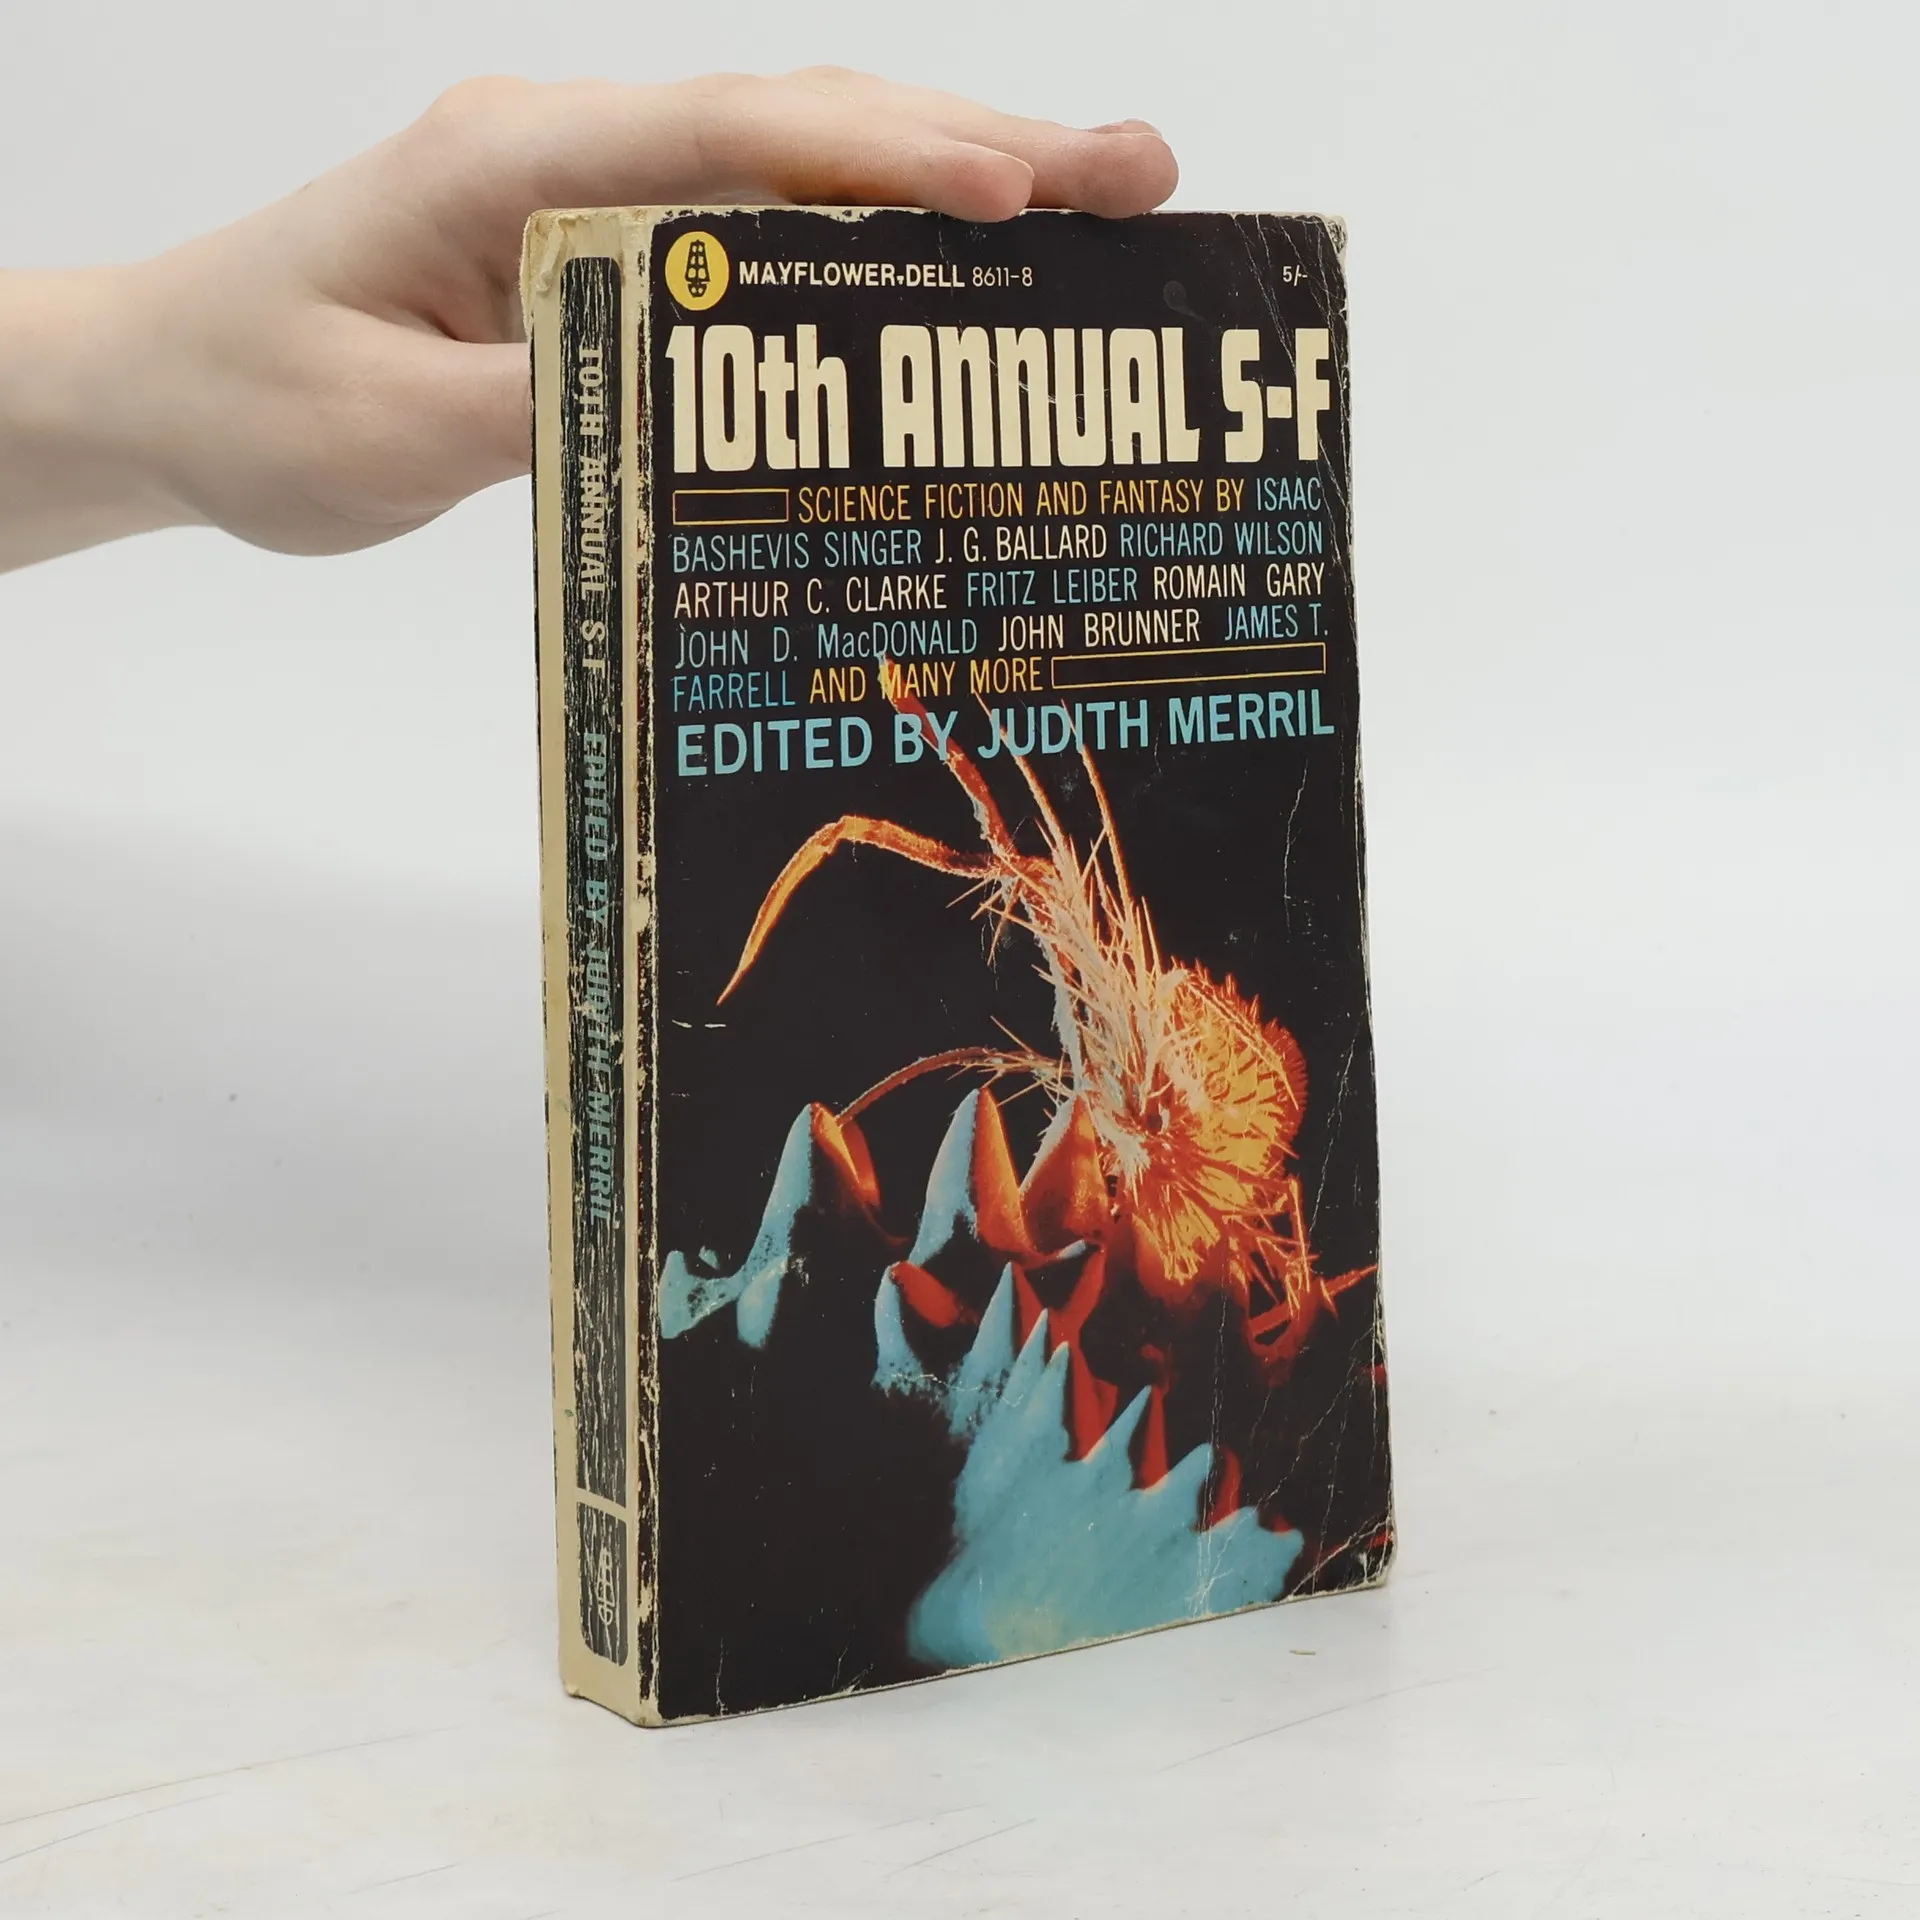 MAYFLOWER-DELL 8611-8 5/-
10th ANNUAL S-F
SCIENCE FICTION AND FANTASY BY ISAAC
BASHEVIS SINGER J. G. BALLARD RICHARD WILSON
ARTHUR C. CLARKE FRITZ LEIBER ROMAIN GARY
JOHN D. MacDONALD JOHN BRUNNER JAMES T.
FARRELL AND MANY MORE
EDITED BY JUDITH MERRIL
10TH ANNUAL S-F EDITED BY JUDITH MERRIL